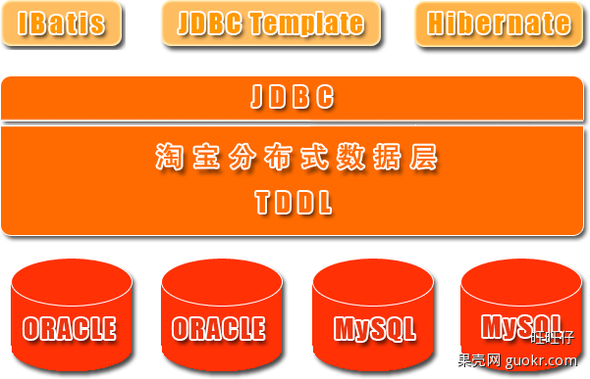 IBatis JDBC Template Hibernate
JDBC
淘宝分布式数据层
TDDL
ORACLE ORACLE MySQL MySQL
旺旺仔
果壳网 guokr.com